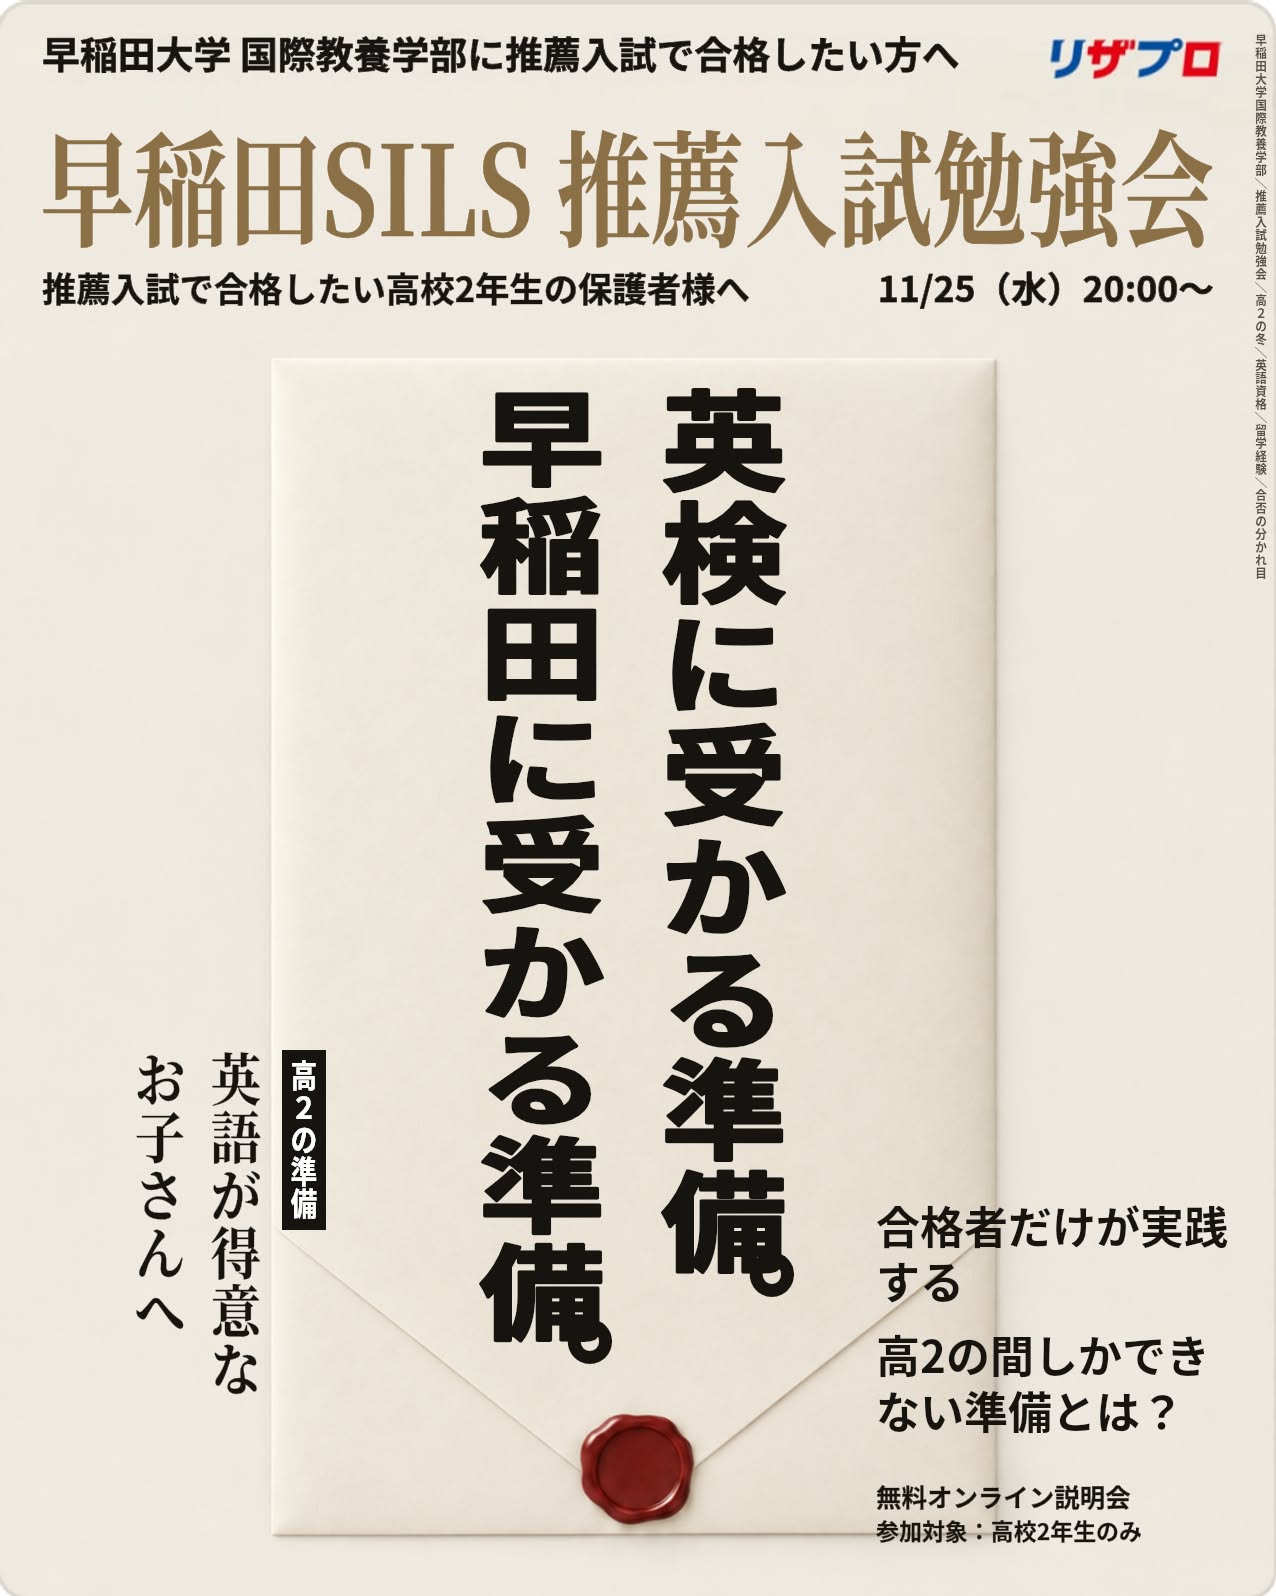 早稲田大学 国際教養学部に推薦入試で合格したい方へ
リザプロ
早稲田SILS 推薦入試勉強会
推薦入試で合格したい高校2年生の保護者様へ
11/25（水）20:00〜
早稲田大学国際教養学部╲推薦入試勉強会╲高2の冬╲英語資格╲留学経験╲合否の分かれ目
英検に受かる準備。
早稲田に受かる準備。
高2の準備
英語が得意な
お子さんへ
合格者だけが実践
する
高2の間しかでき
ない準備とは？
無料オンライン説明会
参加対象：高校2年生のみ